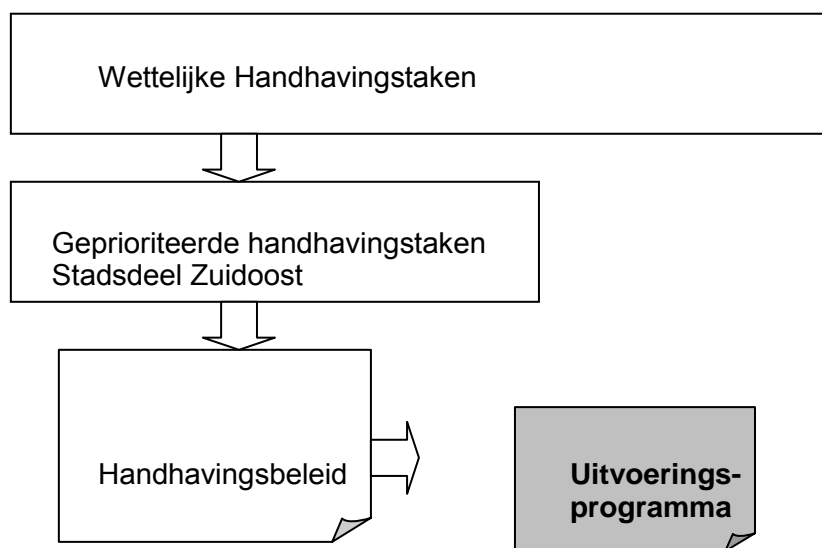 Wettelijke Handhavingstaken
Geprioriteerde handhavingstaken
Stadsdeel Zuidoost
Handhavingsbeleid
Uitvoerings-
programma